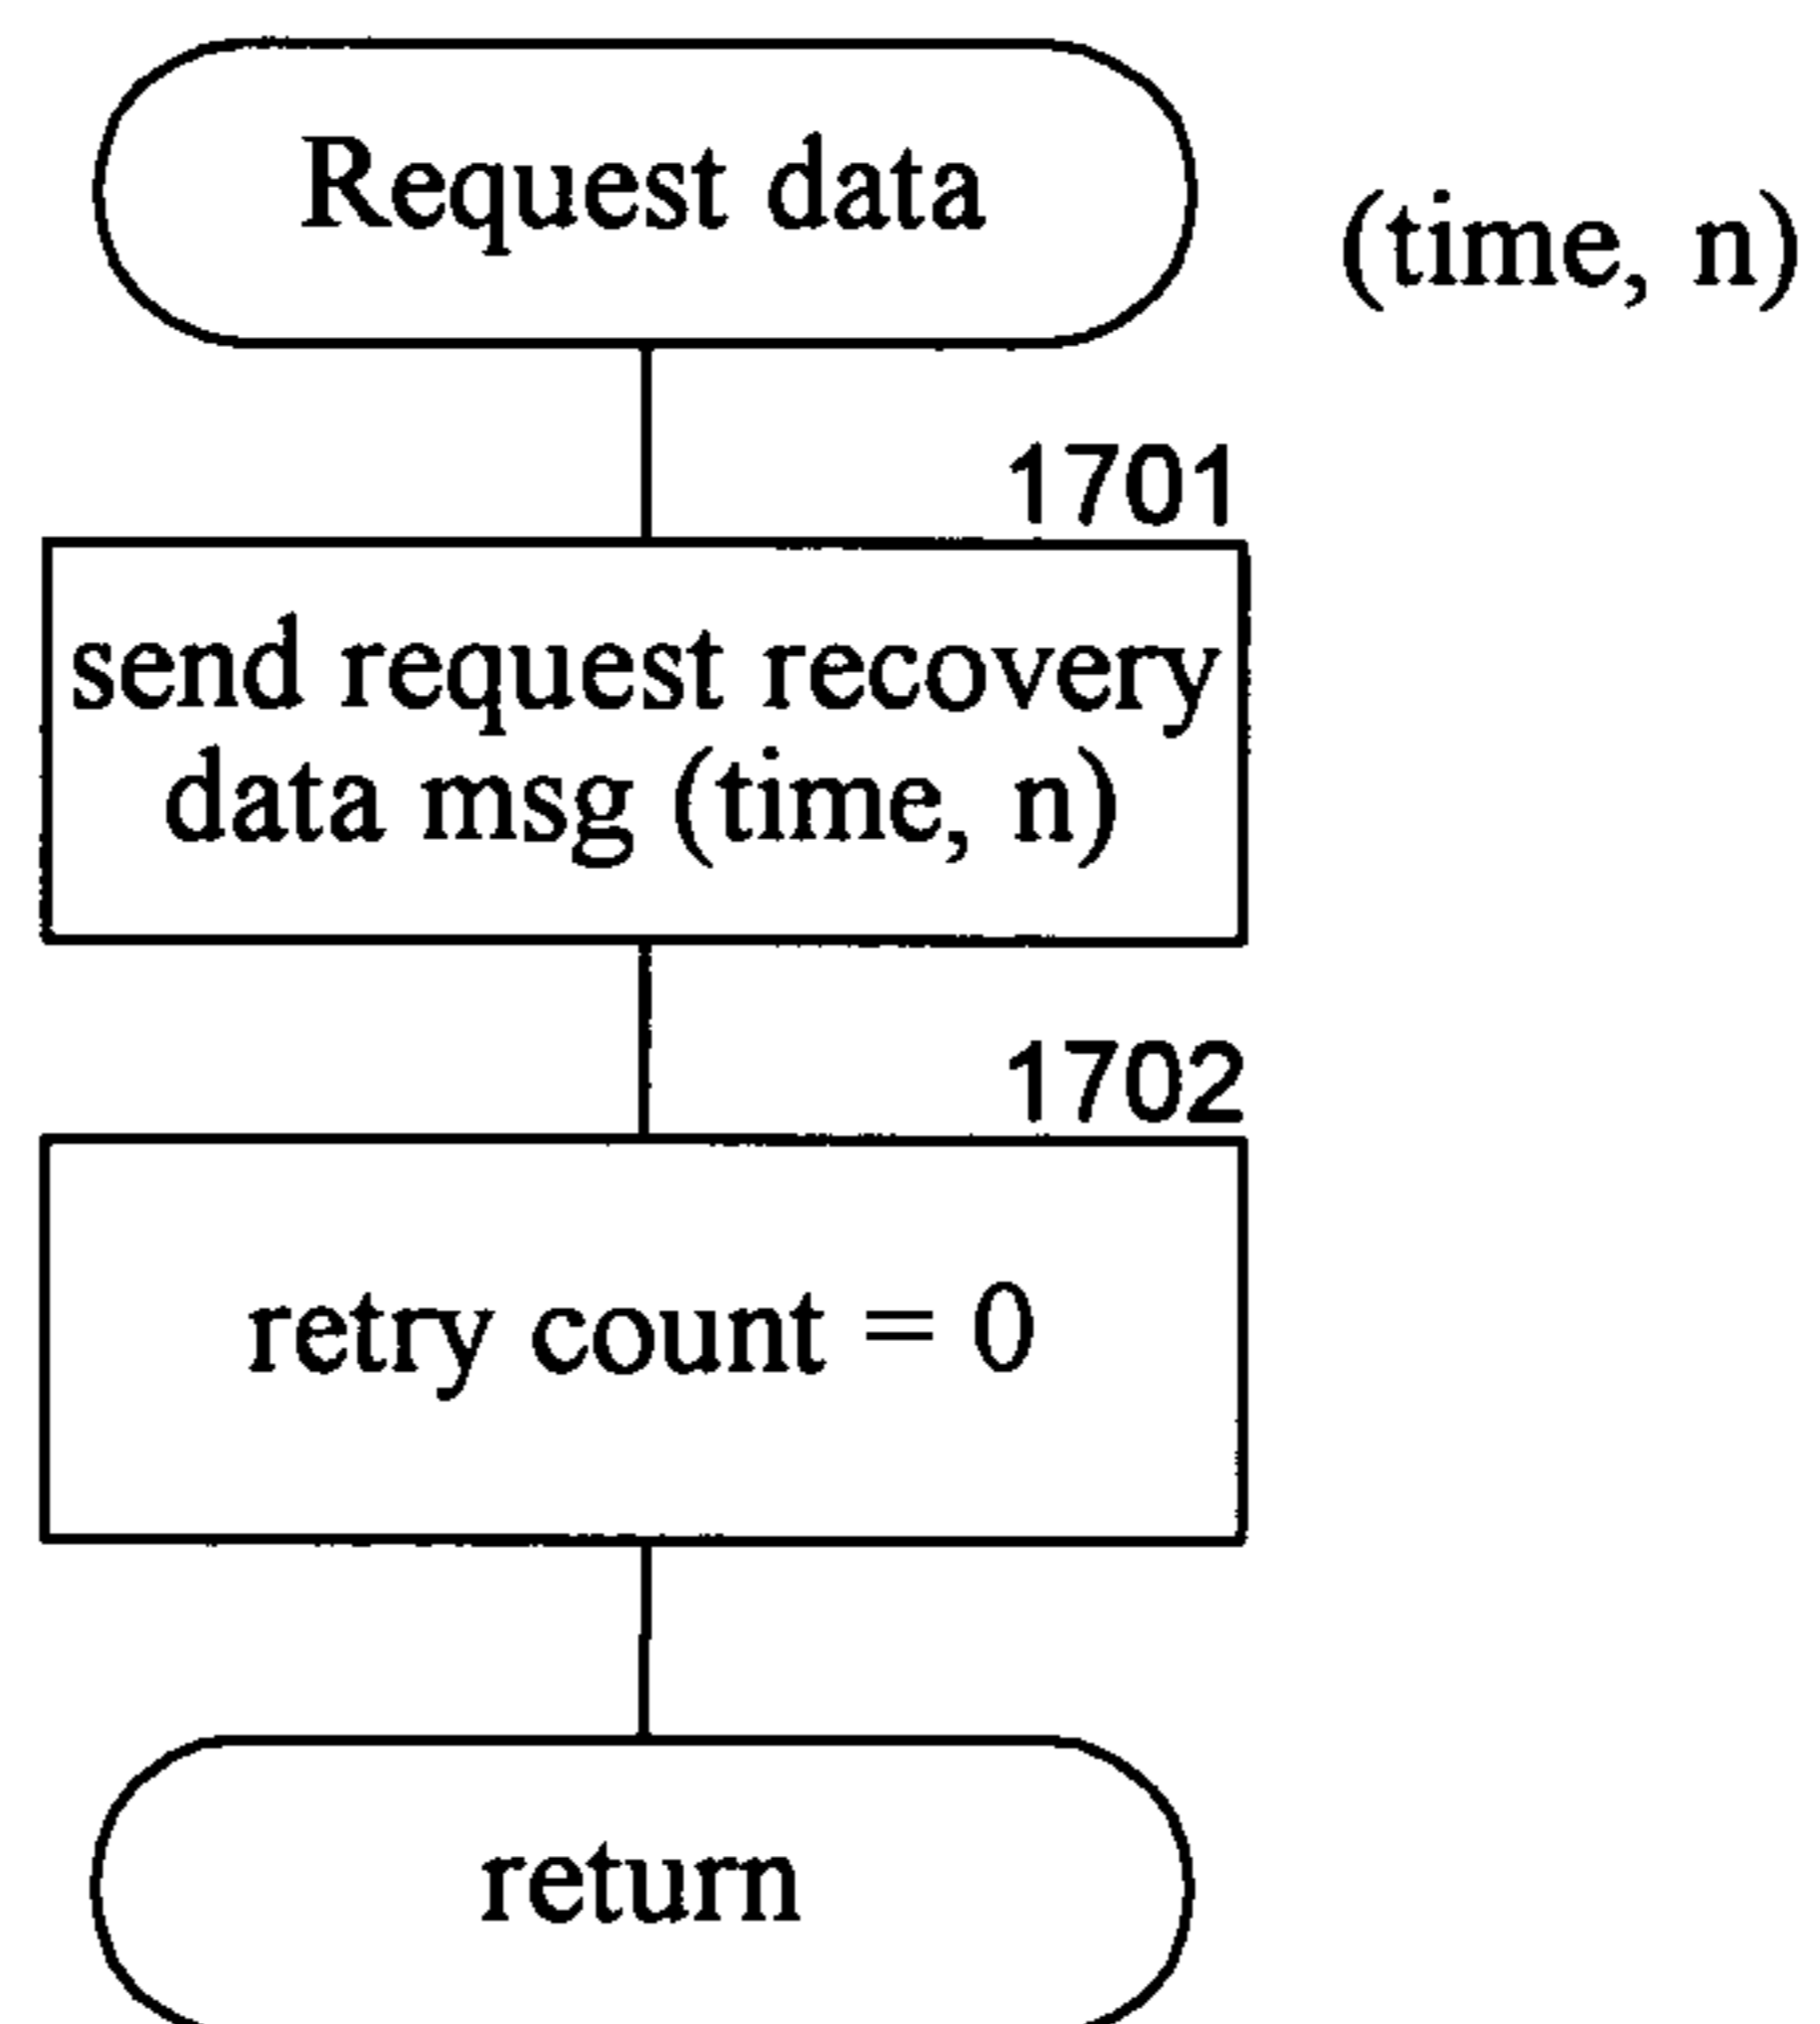 Request data
(time, n)
1701
send request recovery
data msg (time, n)
1702
retry count = 0
return